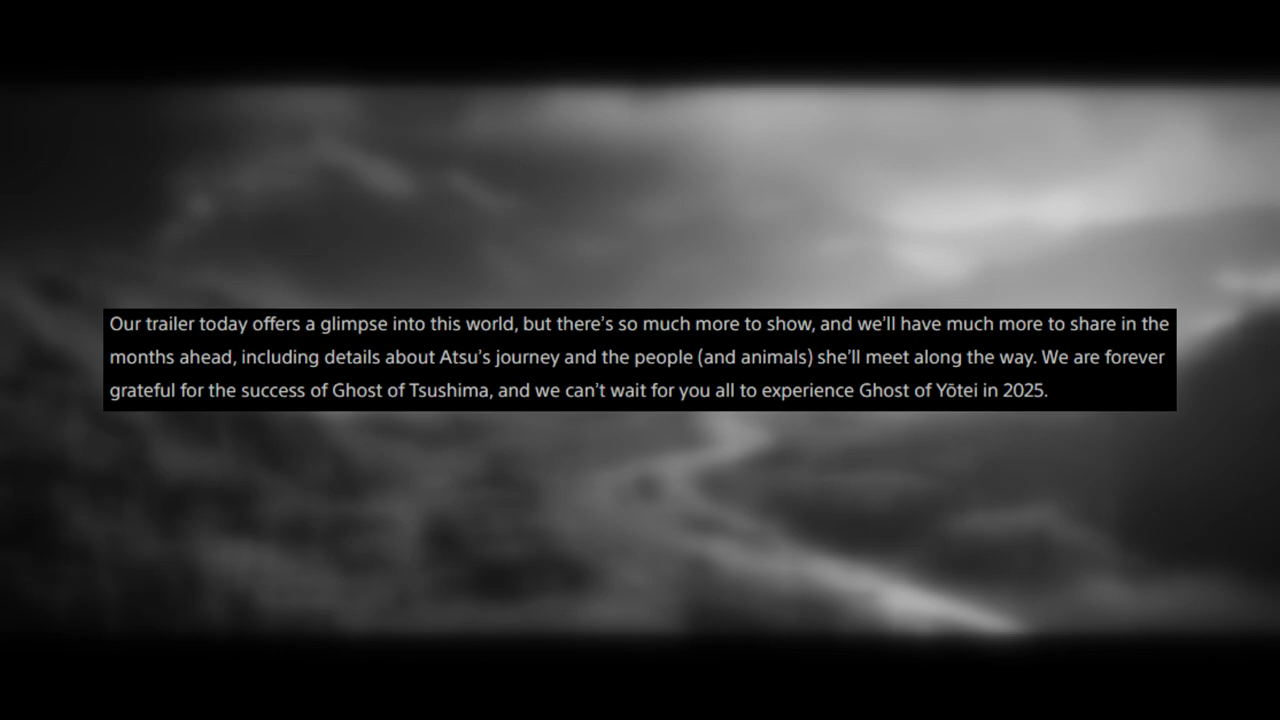 Our trailer today offers a glimpse into this world, but there's so much more to show, and we'll have much more to share in the
months ahead, including details about Atsu's journey and the people (and animals) she'll meet along the way. We are forever
grateful for the success of Ghost of Tsushima, and we can't wait for you all to experience Ghost of Yōtei in 2025.